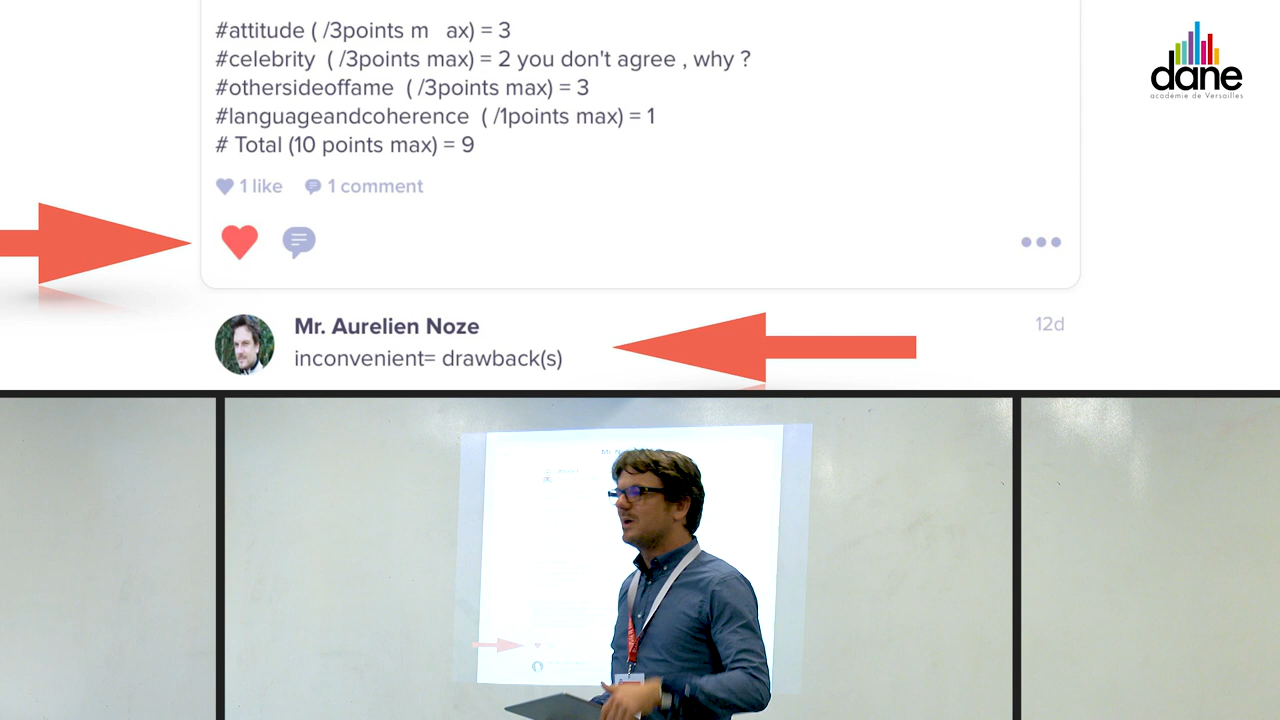 #attitude ( /3points m ax) = 3
#celebrity ( /3points max) = 2 you don't agree , why ?
#othersideoffame ( /3points max) = 3
#languageandcoherence ( /1points max) = 1
# Total (10 points max) = 9
1 like 1 comment
Mr. Aurelien Noze
12d
inconvenient= drawback(s)
dane
académie de Versailles